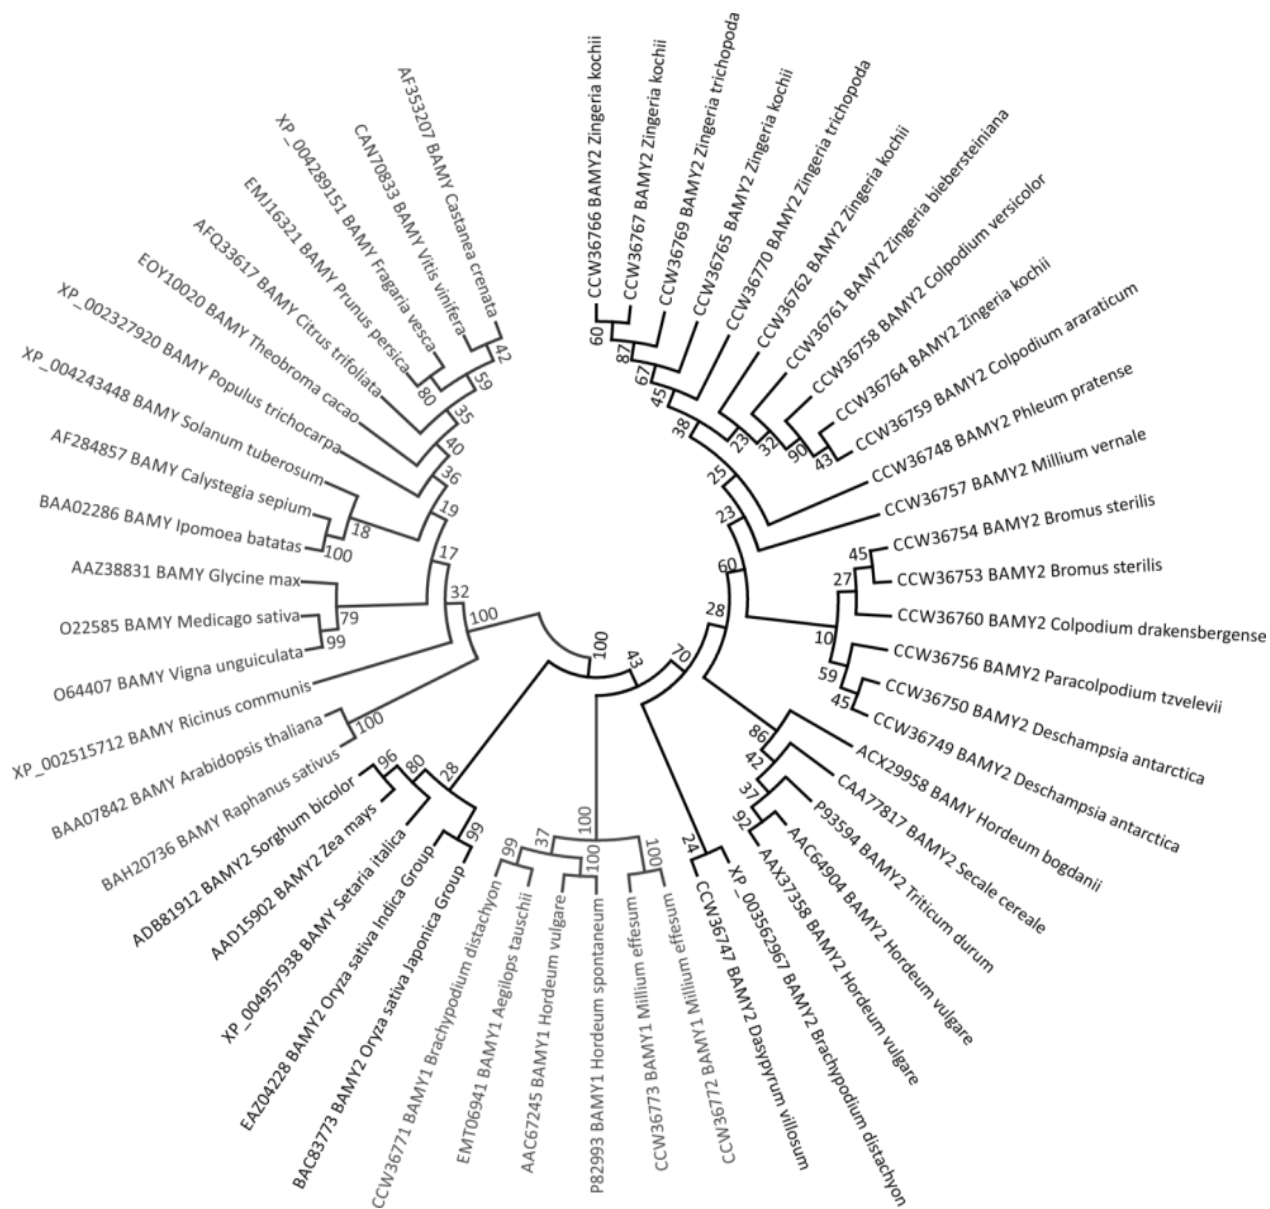 CCW36766 BAMY2 Zingeria kochii
CCW36767 BAMY2 Zingeria kochii
CCW36769 BAMY2 Zingeria trichopoda
CCW36765 BAMY2 Zingeria kochii
CCW36770 BAMY2 Zingeria trichopoda
CCW36762 BAMY2 Zingeria kochii
CCW36761 BAMY2 Zingeria biebersteiniana
CCW36758 BAMY2 Colpodium versicolor
CCW36764 BAMY2 Zingeria kochii
CCW36759 BAMY2 Colpodium araraticum
CCW36748 BAMY2 Phleum pratense
CCW36757 BAMY2 Millium vernale
CCW36754 BAMY2 Bromus sterilis
CCW36753 BAMY2 Bromus sterilis
CCW36760 BAMY2 Colpodium drakensbergense
CCW36756 BAMY2 Paracolpodium tzvelevii
CCW36750 BAMY2 Deschampsia antarctica
CCW36749 BAMY2 Deschampsia antarctica
ACX29958 BAMY Hordeum bogdanii
CAA77817 BAMY2 Secale cereale
P93594 BAMY2 Triticum durum
AAC64904 BAMY2 Hordeum vulgare
AAX37358 BAMY2 Hordeum vulgare
XP_003562967 BAMY2 Brachypodium distachyon
CCW36747 BAMY2 Dasypyrum villosum
CCW36772 BAMY1 Millium effesum
CCW36773 BAMY1 Millium effesum
P82993 BAMY1 Hordeum spontaneum
AAC67245 BAMY1 Hordeum vulgare
EMT06941 BAMY1 Aegilops tauschii
CCW36771 BAMY1 Brachypodium distachyon
BAC83773 BAMY2 Oryza sativa Japonica Group
EAZ04228 BAMY2 Oryza sativa Indica Group
XP_004957938 BAMY Setaria italica
AAD15902 BAMY2 Zea mays
ADB81912 BAMY2 Sorghum bicolor
BAH20736 BAMY Raphanus sativus
BAA07842 BAMY Arabidopsis thaliana
XP_002515712 BAMY Ricinus communis
O64407 BAMY Vigna unguiculata
O22585 BAMY Medicago sativa
AAZ38831 BAMY Glycine max
BAA02286 BAMY Ipomoea batatas
AF284857 BAMY Calystegia sepium
XP_004243448 BAMY Solanum tuberosum
XP_002327920 BAMY Populus trichocarpa
EOY10020 BAMY Theobroma cacao
AFQ33617 BAMY Citrus trifoliata
EMJ16321 BAMY Prunus persica
XP_004289151 BAMY Fragaria vesca
CAN70833 BAMY Vitis vinifera
AF353207 BAMY Castanea crenata
60
87
67
45
38
23
32
90
43
25
23
60
45
27
10
59
45
28
86
42
37
92
70
24
43
100
100
100
37
99
100
100
28
80
96
99
100
100
32
17
79
99
19
18
100
36
40
35
59
80
42